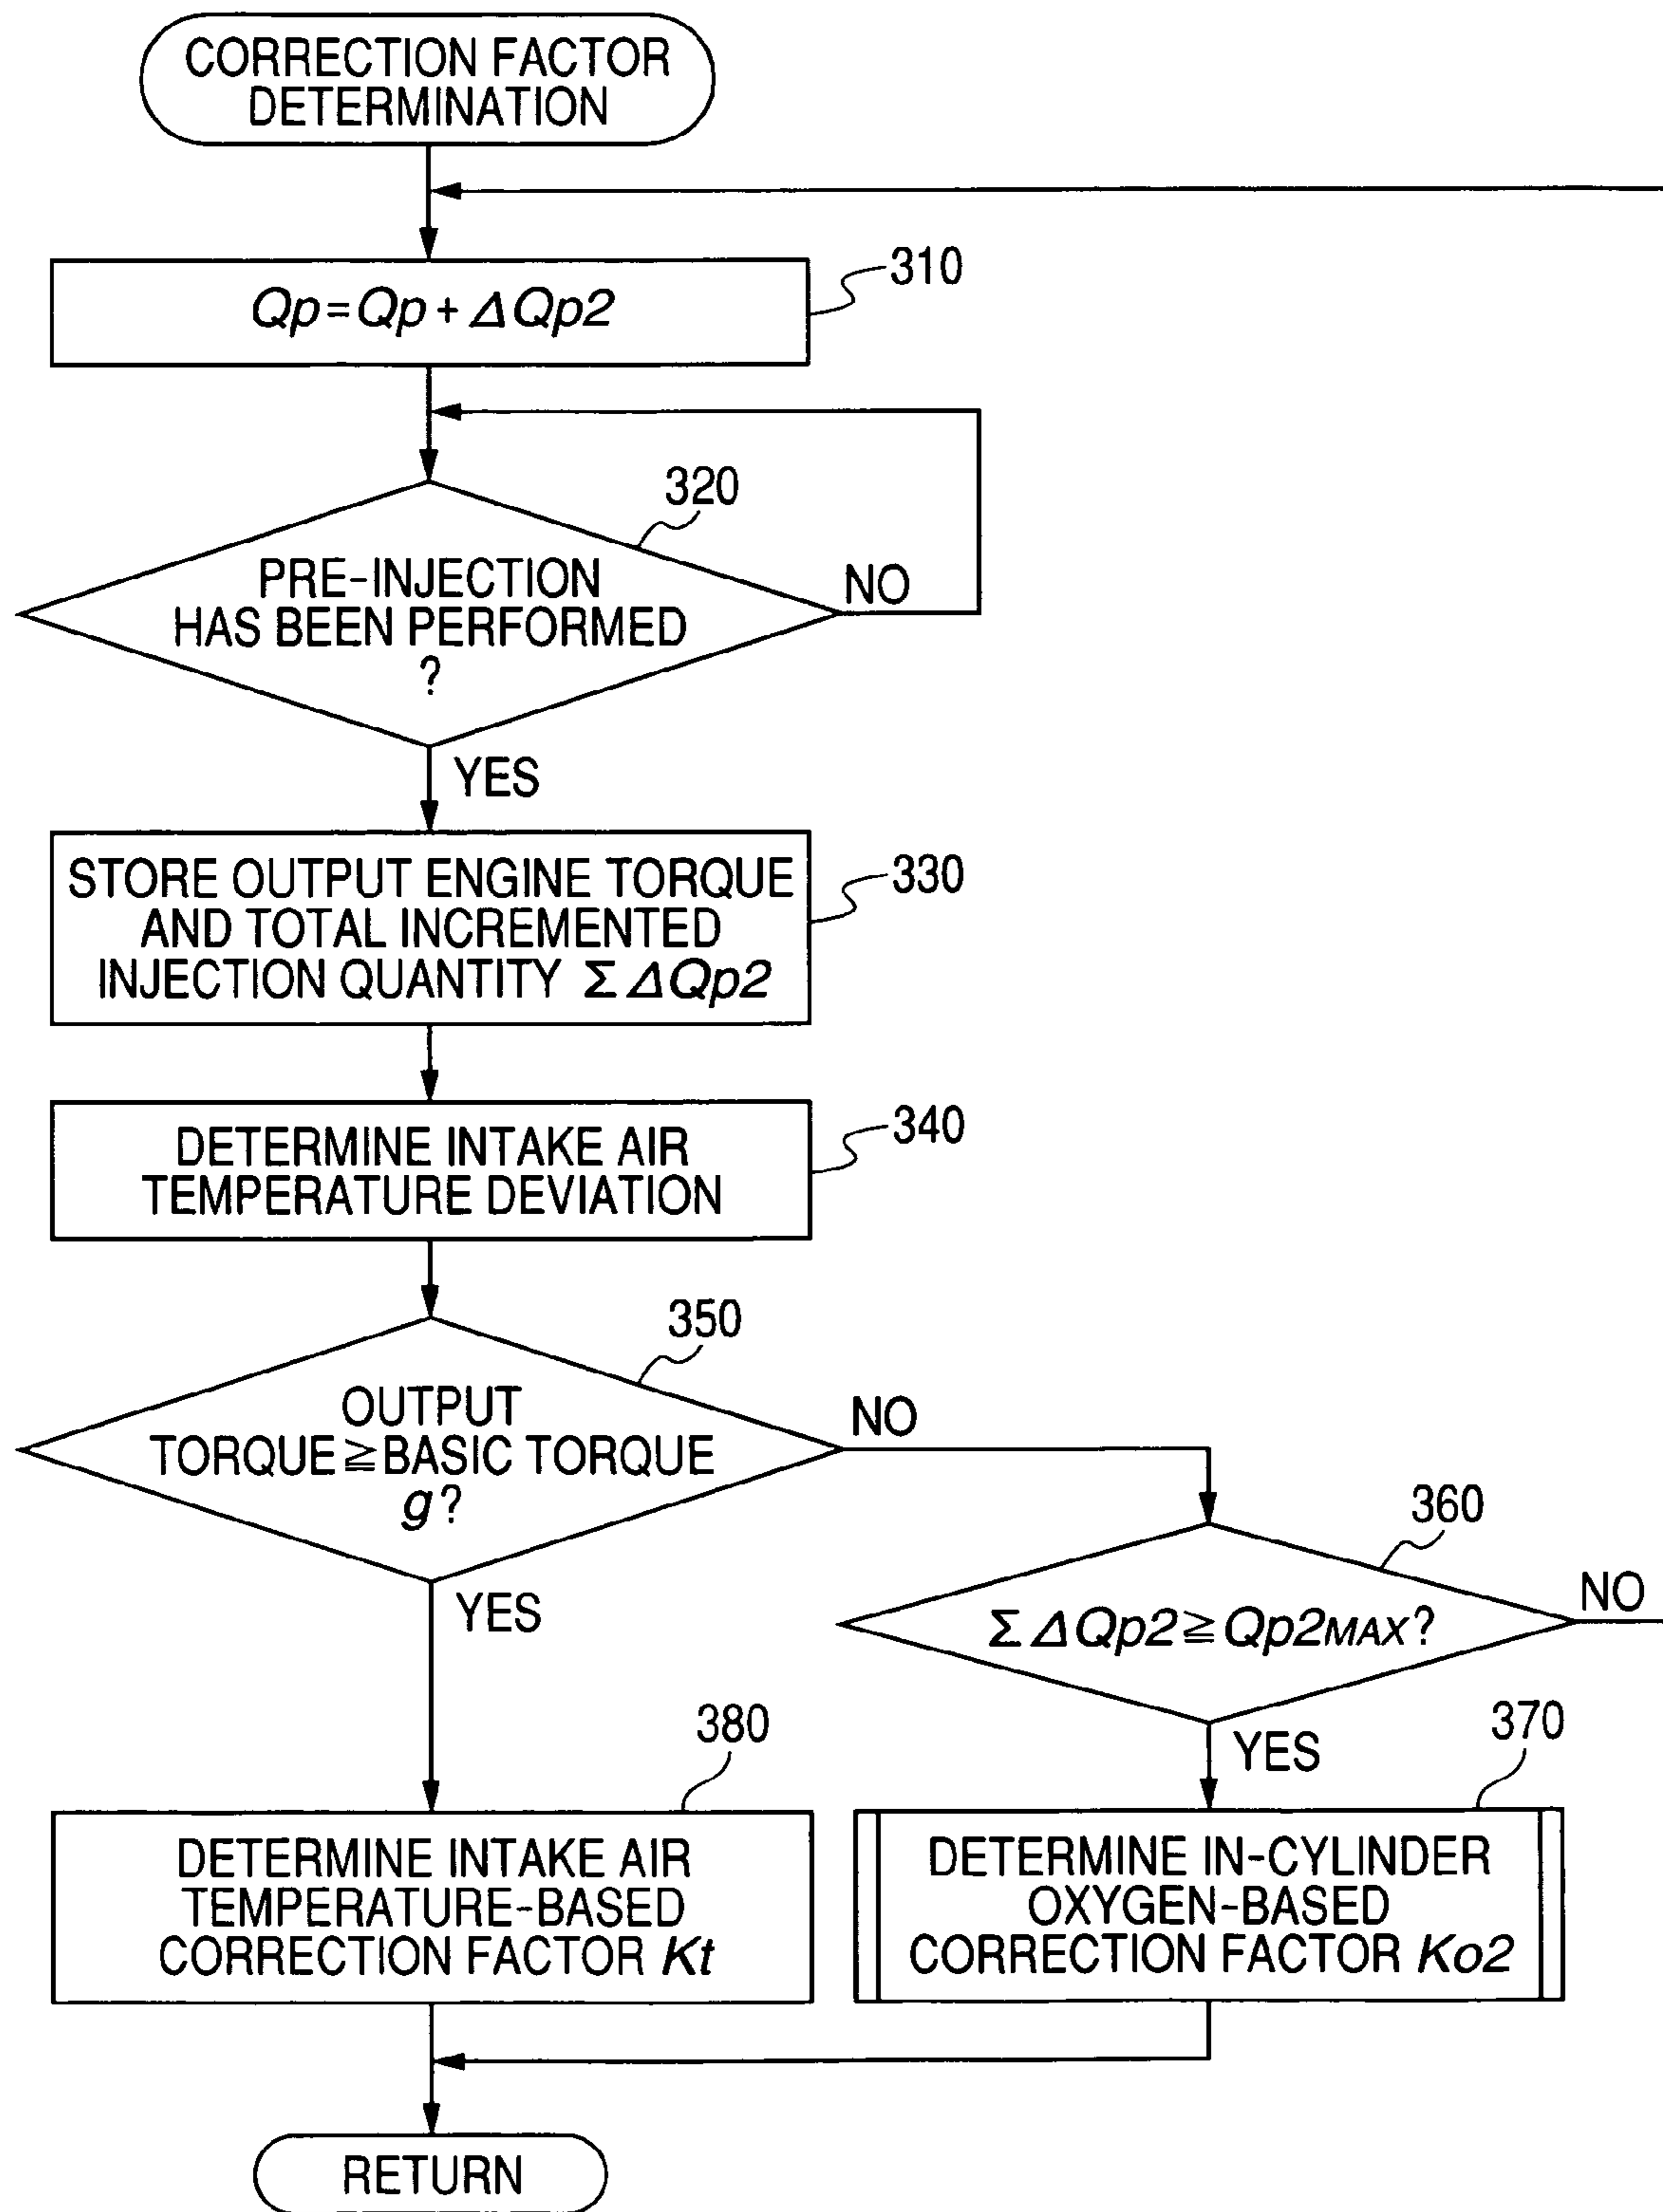 CORRECTION FACTOR
DETERMINATION
310
Qp=Qp+ΔQp2
320
PRE-INJECTION
HAS BEEN PERFORMED
?
NO
YES
330
STORE OUTPUT ENGINE TORQUE
AND TOTAL INCREMENTED
INJECTION QUANTITY Σ ΔQp2
340
DETERMINE INTAKE AIR
TEMPERATURE DEVIATION
350
OUTPUT
TORQUE≧BASIC TORQUE
g?
NO
YES
360
Σ ΔQp2≧Qp2MAX?
NO
YES
380
DETERMINE INTAKE AIR
TEMPERATURE-BASED
CORRECTION FACTOR Kt
370
DETERMINE IN-CYLINDER
OXYGEN-BASED
CORRECTION FACTOR Ko2
RETURN